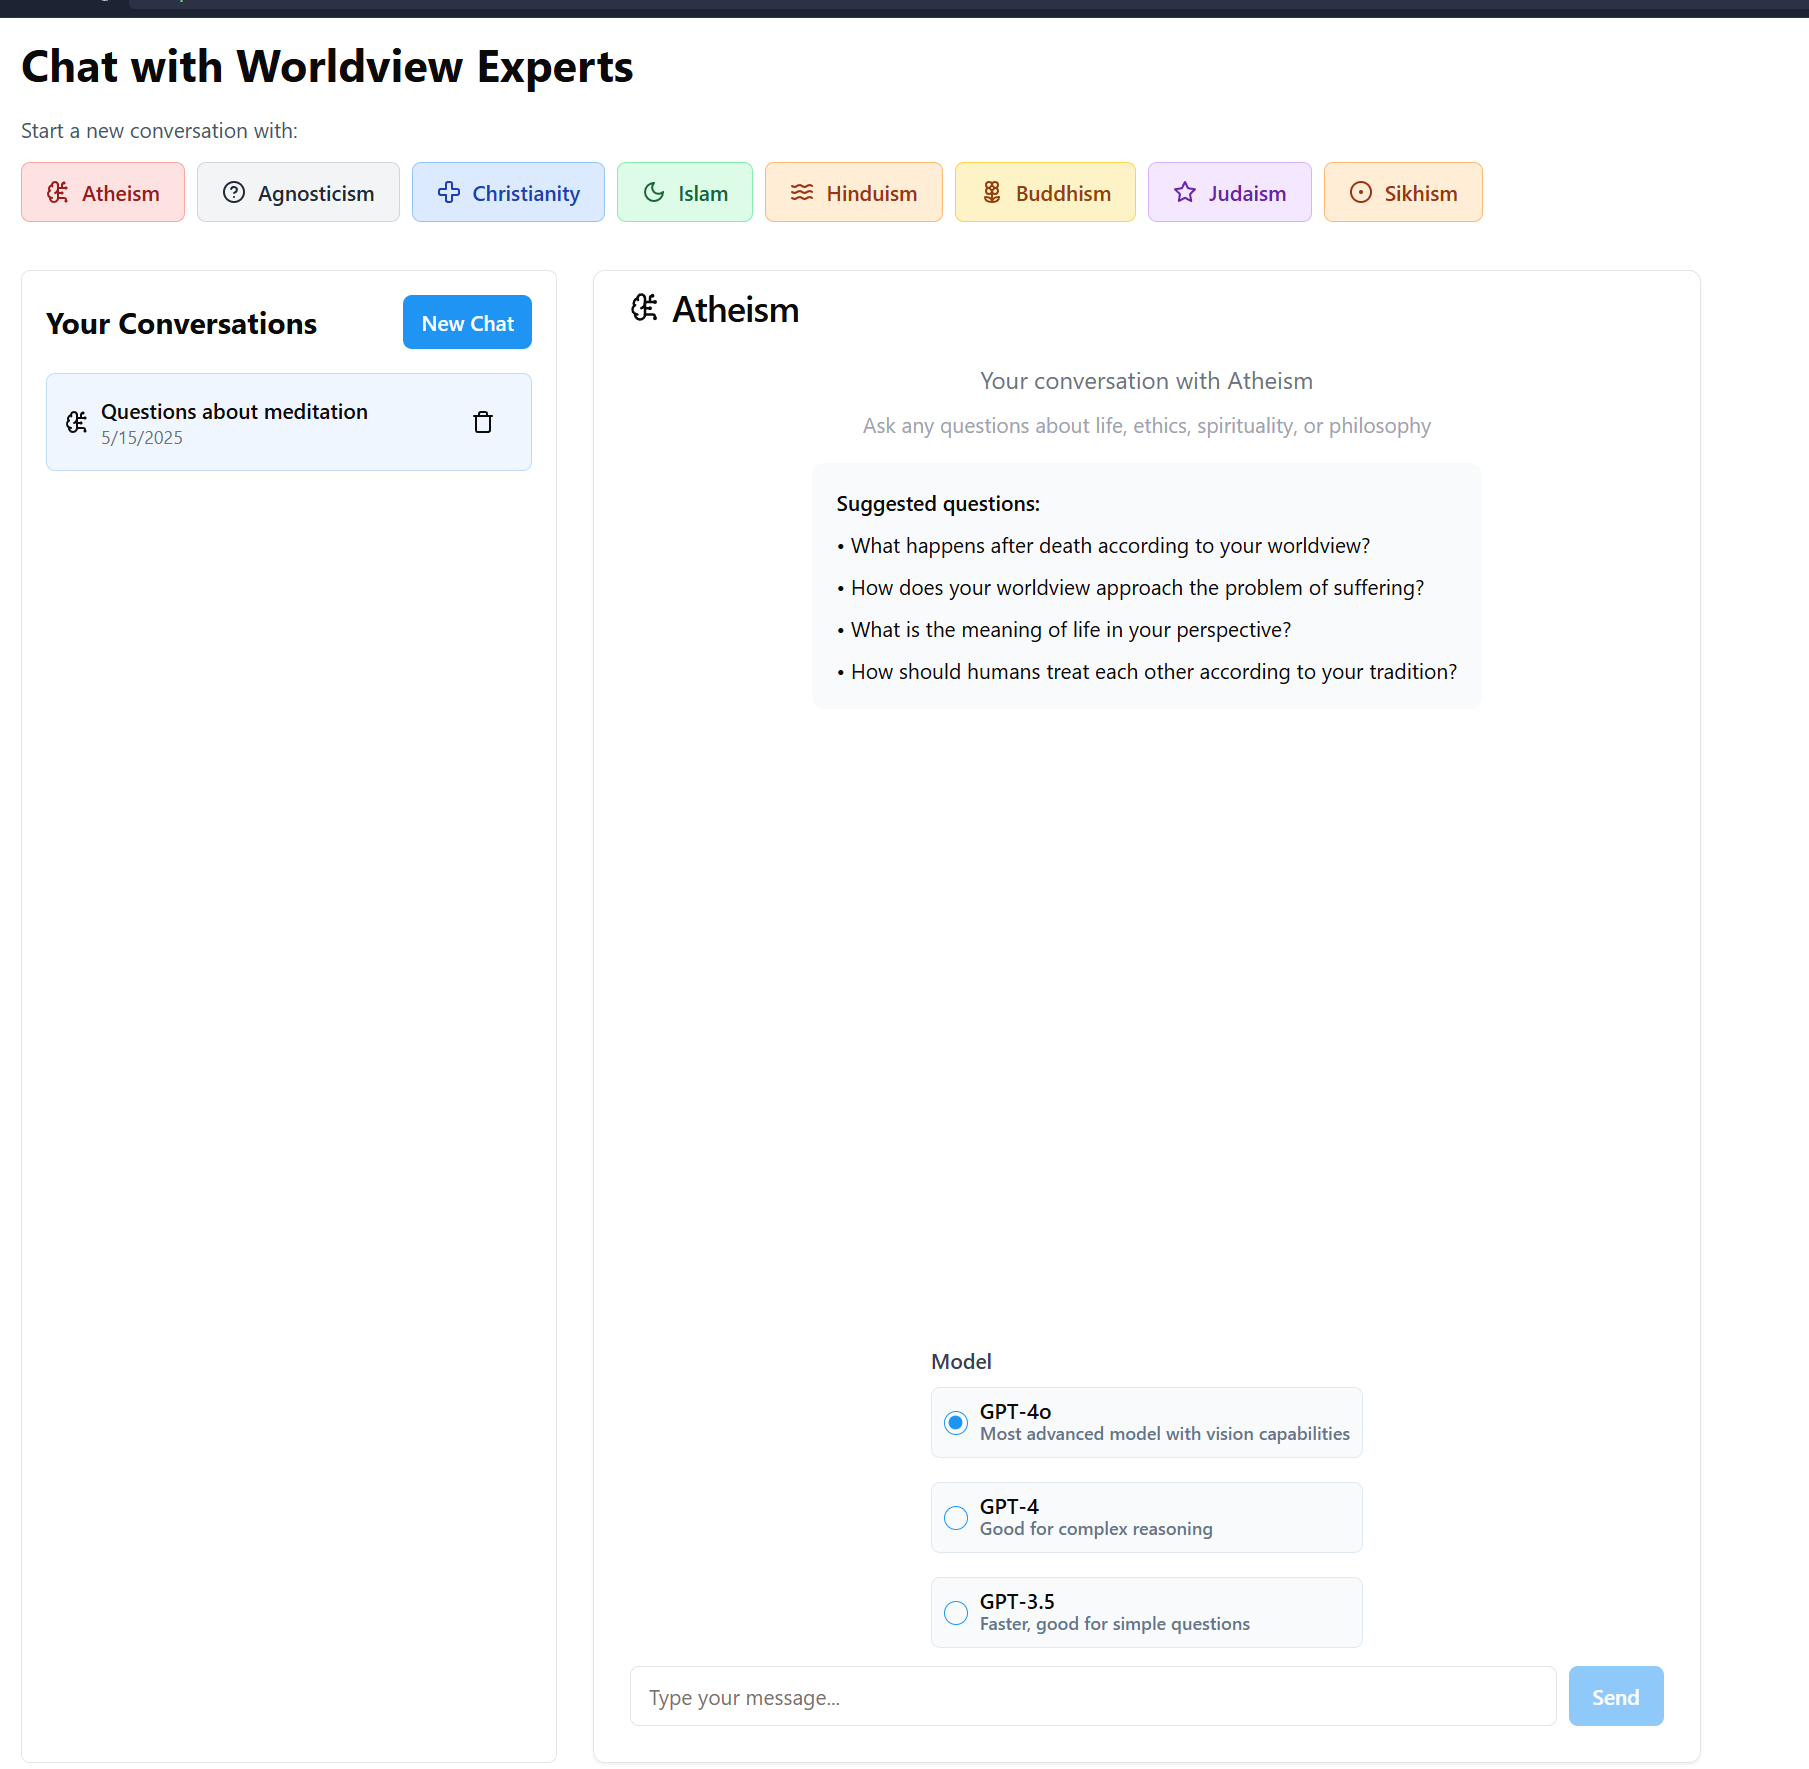 Chat with Worldview Experts
Start a new conversation with:
Atheism
Agnosticism
Christianity
Islam
Hinduism
Buddhism
Judaism
Sikhism
Your Conversations
New Chat
Questions about meditation
5/15/2025
Atheism
Your conversation with Atheism
Ask any questions about life, ethics, spirituality, or philosophy
Suggested questions:
• What happens after death according to your worldview?
• How does your worldview approach the problem of suffering?
• What is the meaning of life in your perspective?
• How should humans treat each other according to your tradition?
Model
GPT-4o
Most advanced model with vision capabilities
GPT-4
Good for complex reasoning
GPT-3.5
Faster, good for simple questions
Type your message...
Send